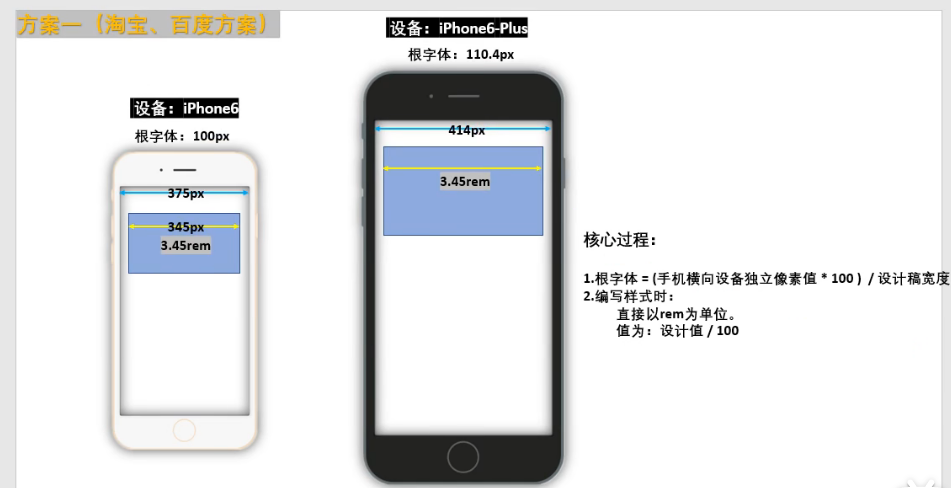 方案一（淘宝、百度方案）
设备：iPhone6-Plus
根字体：110.4px
设备：iPhone6
根字体：100px
414px
3.45rem
375px
345px
3.45rem
核心过程：
1.根字体 = (手机横向设备独立像素值 * 100 ) / 设计稿宽度
2.编写样式时：
直接以rem为单位。
值为：设计值 / 100